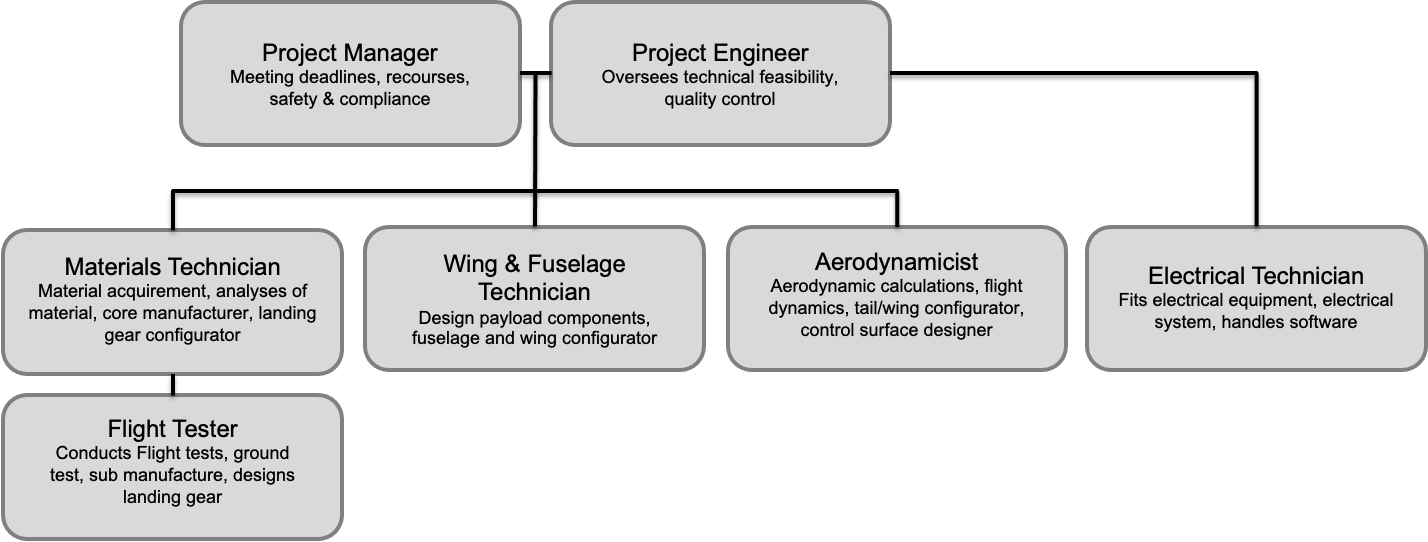 Project Manager
Meeting deadlines, recourses,
safety & compliance
Project Engineer
Oversees technical feasibility,
quality control
Materials Technician
Material acquirement, analyses of
material, core manufacturer, landing
gear configurator
Wing & Fuselage
Technician
Design payload components,
fuselage and wing configurator
Aerodynamicist
Aerodynamic calculations, flight
dynamics, tail/wing configurator,
control surface designer
Electrical Technician
Fits electrical equipment, electrical
system, handles software
Flight Tester
Conducts Flight tests, ground
test, sub manufacture, designs
landing gear